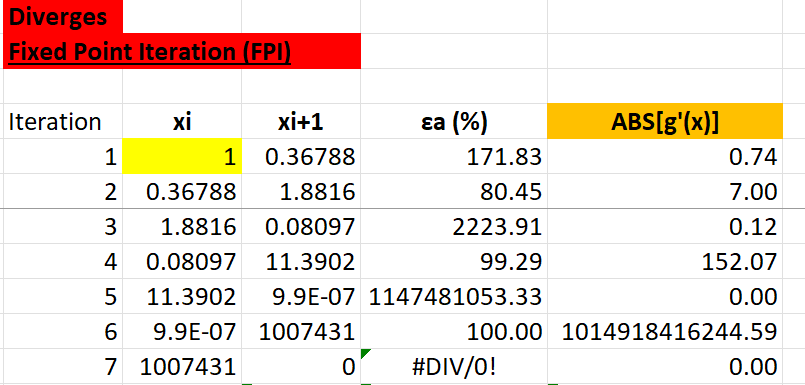 Diverges
Fixed Point Iteration (FPI)
Iteration xi xi+1 εa (%) ABS[g'(x)]
1 1 0.36788 171.83 0.74
2 0.36788 1.8816 80.45 7.00
3 1.8816 0.08097 2223.91 0.12
4 0.08097 11.3902 99.29 152.07
5 11.3902 9.9E-07 1147481053.33 0.00
6 9.9E-07 1007431 100.00 1014918416244.59
7 1007431 0 #DIV/0! 0.00